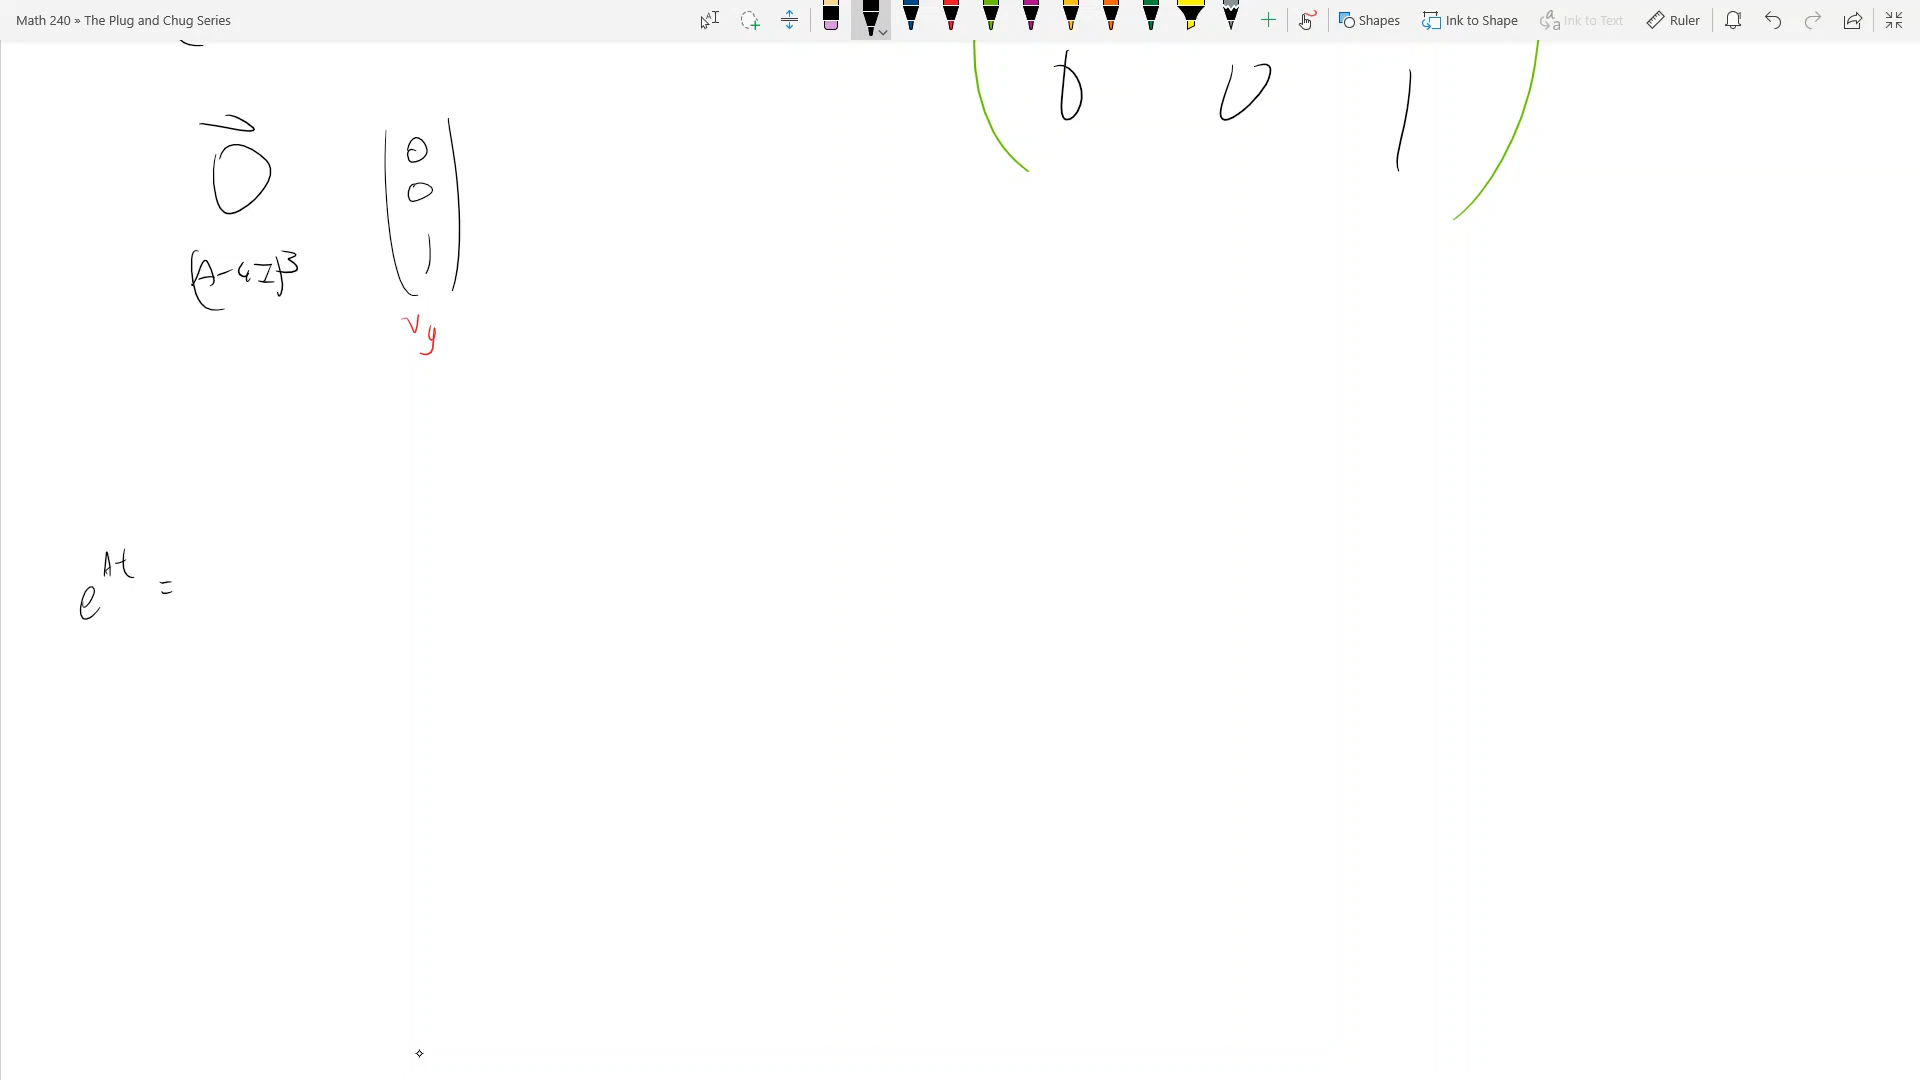 Math 240 » The Plug and Chug Series
Shapes
Ink to Shape
Ink to Text
Ruler
0 0 1
0
0
0
1
(A-4I)³
v y
e^{At} =